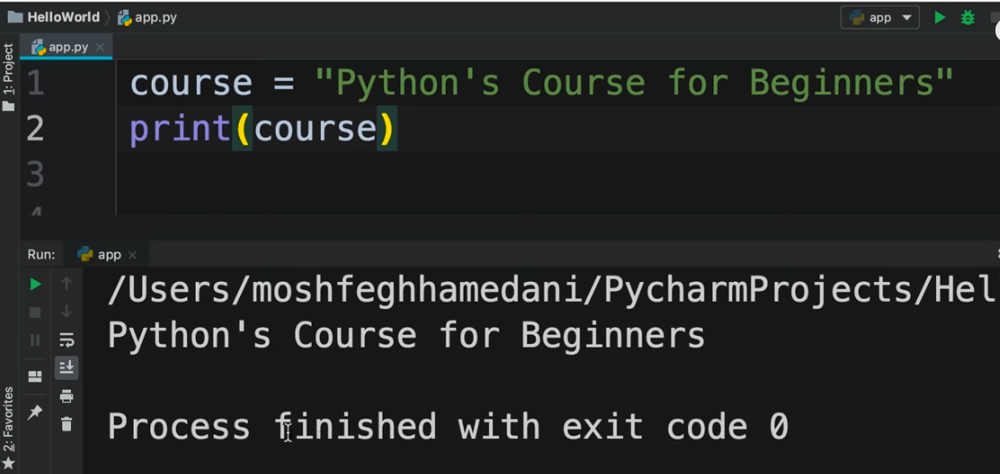 HelloWorld app.py app
1: Project
app.py
1 course = "Python's Course for Beginners"
2 print(course)
3
4
Run: app
/Users/moshfeghhamedani/PycharmProjects/Hel
Python's Course for Beginners
Process finished with exit code 0
2: Favorites